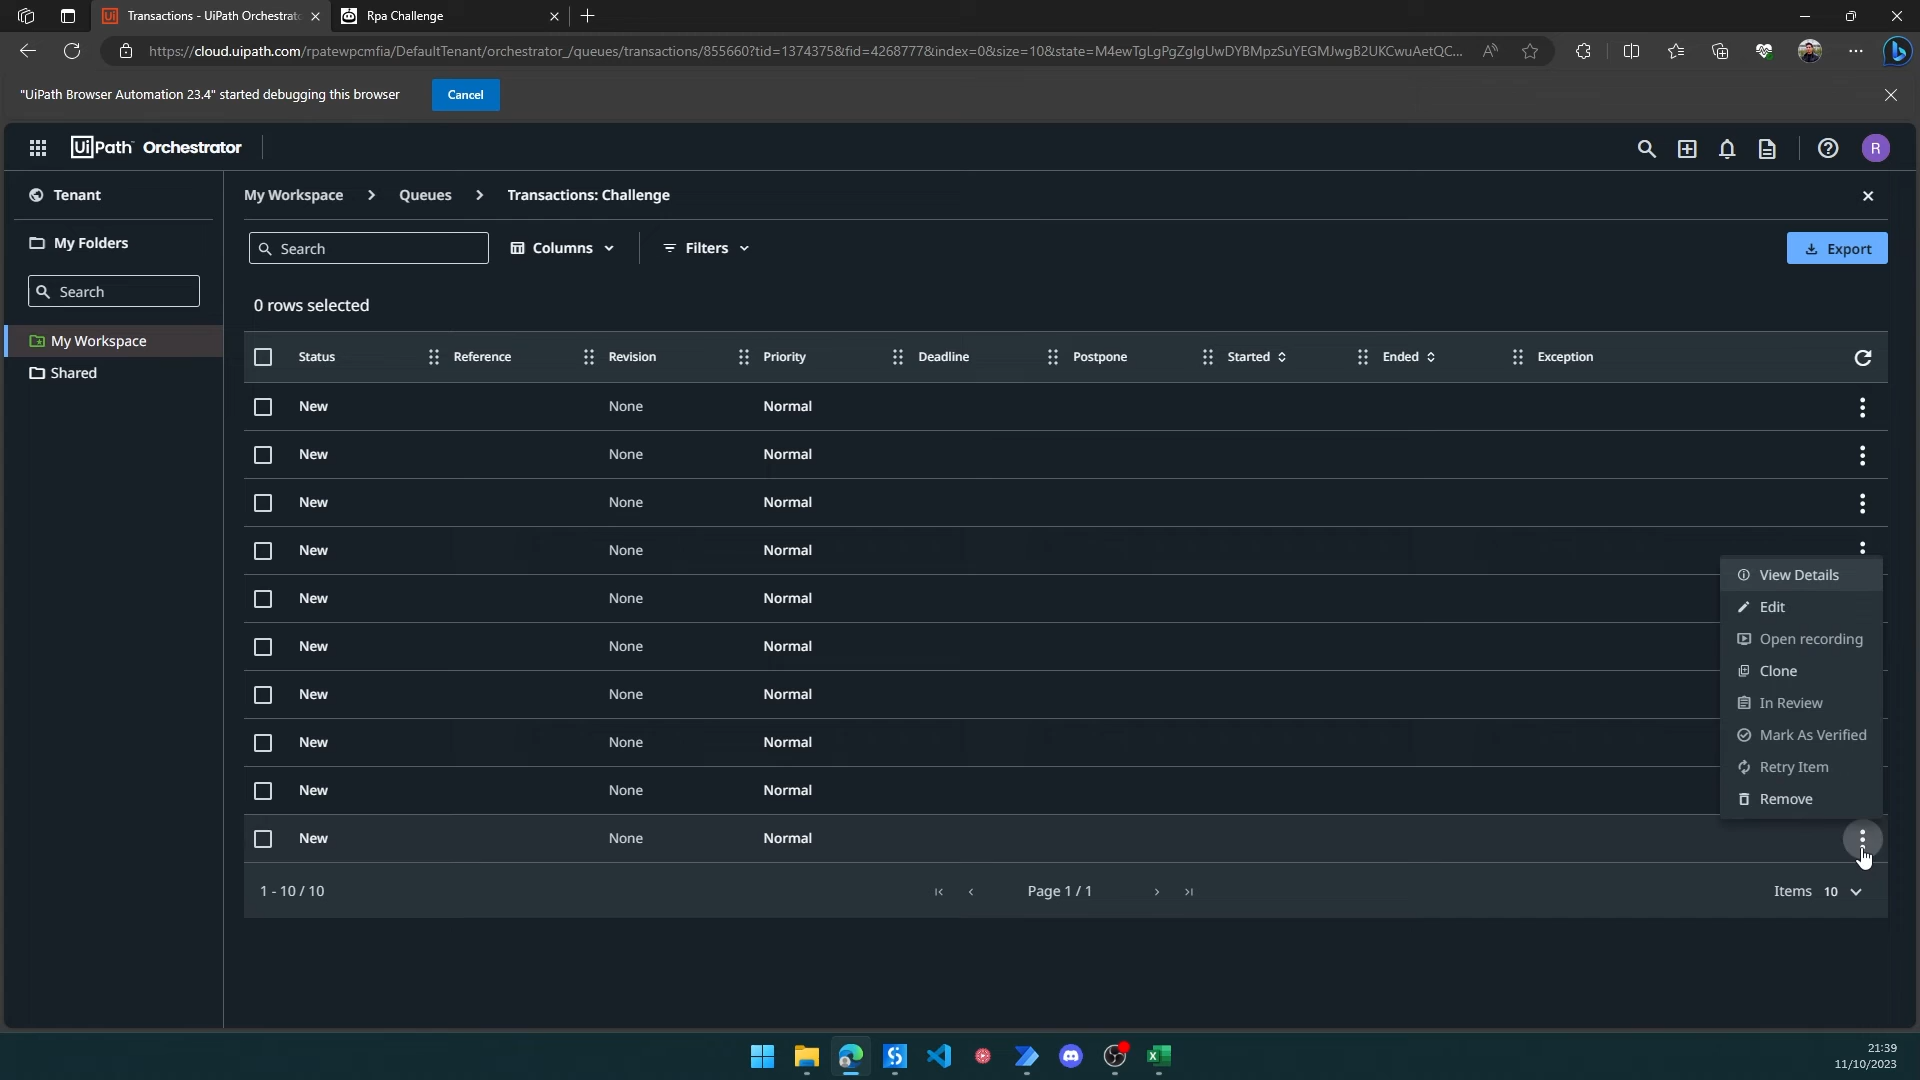 Transactions - UiPath Orchestrato
Rpa Challenge
https://cloud.uipath.com/rpatewpcmfia/DefaultTenant/orchestrator_/queues/transactions/855660?tid=1374375&fid=4268777&index=0&size=10&state=M4ewTgLgPgZglgUwDYBMpzSuYEGMJwgB2UKCwuAetQC...
"UiPath Browser Automation 23.4" started debugging this browser
Cancel
UiPath Orchestrator
R
Tenant
My Workspace
Queues
Transactions: Challenge
My Folders
Search
Columns
Filters
Export
Search
0 rows selected
My Workspace
Shared
Status Reference Revision Priority Deadline Postpone Started Ended Exception
New None Normal
New None Normal
New None Normal
New None Normal
New None Normal
New None Normal
New None Normal
New None Normal
New None Normal
New None Normal
View Details
Edit
Open recording
Clone
In Review
Mark As Verified
Retry Item
Remove
1 - 10 / 10
Page 1 / 1
Items 10
21:39
11/10/2023